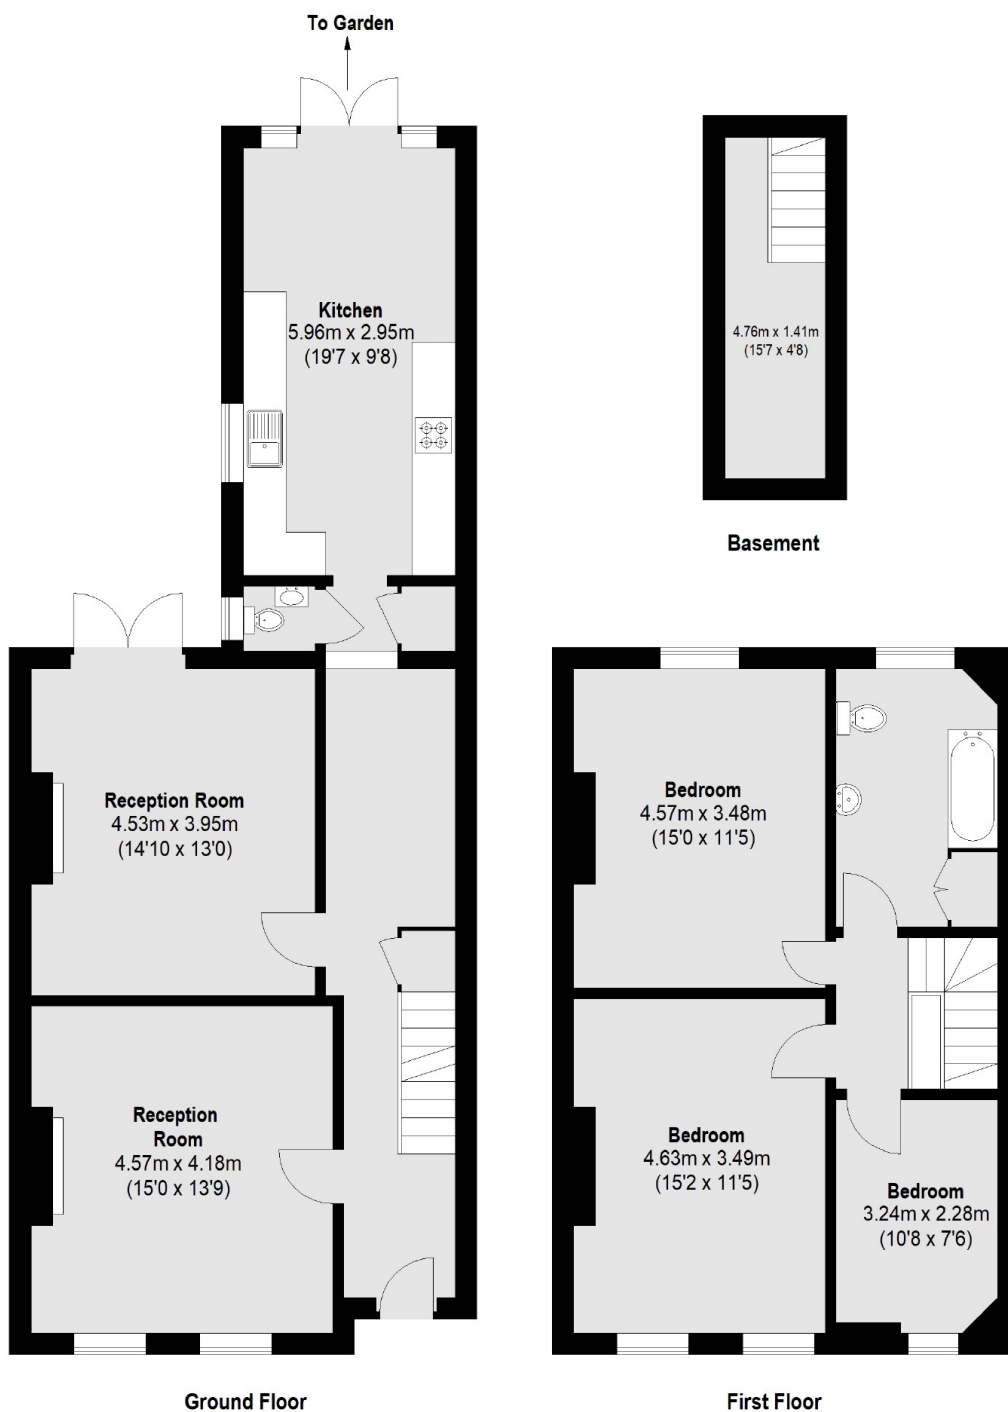 To Garden
Kitchen
5.96m x 2.95m
(19'7 x 9'8)
4.76m x 1.41m
(15'7 x 4'8)
Basement
Reception Room
4.53m x 3.95m
(14'10 x 13'0)
Reception
Room
4.57m x 4.18m
(15'0 x 13'9)
Ground Floor
Bedroom
4.57m x 3.48m
(15'0 x 11'5)
Bedroom
4.63m x 3.49m
(15'2 x 11'5)
Bedroom
3.24m x 2.28m
(10'8 x 7'6)
First Floor